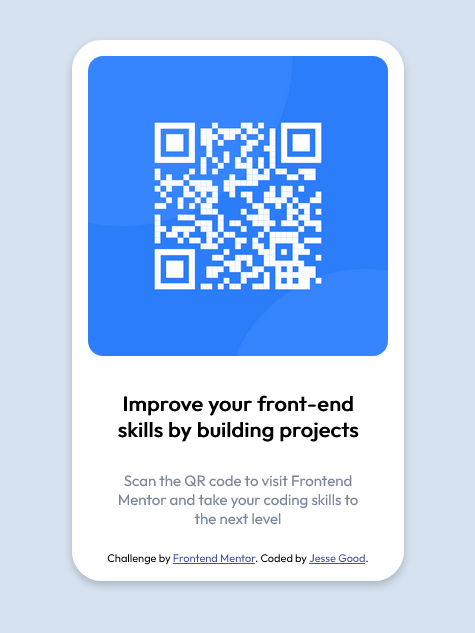 Improve your front-end
skills by building projects
Scan the QR code to visit Frontend
Mentor and take your coding skills to
the next level
Challenge by Frontend Mentor. Coded by Jesse Good.